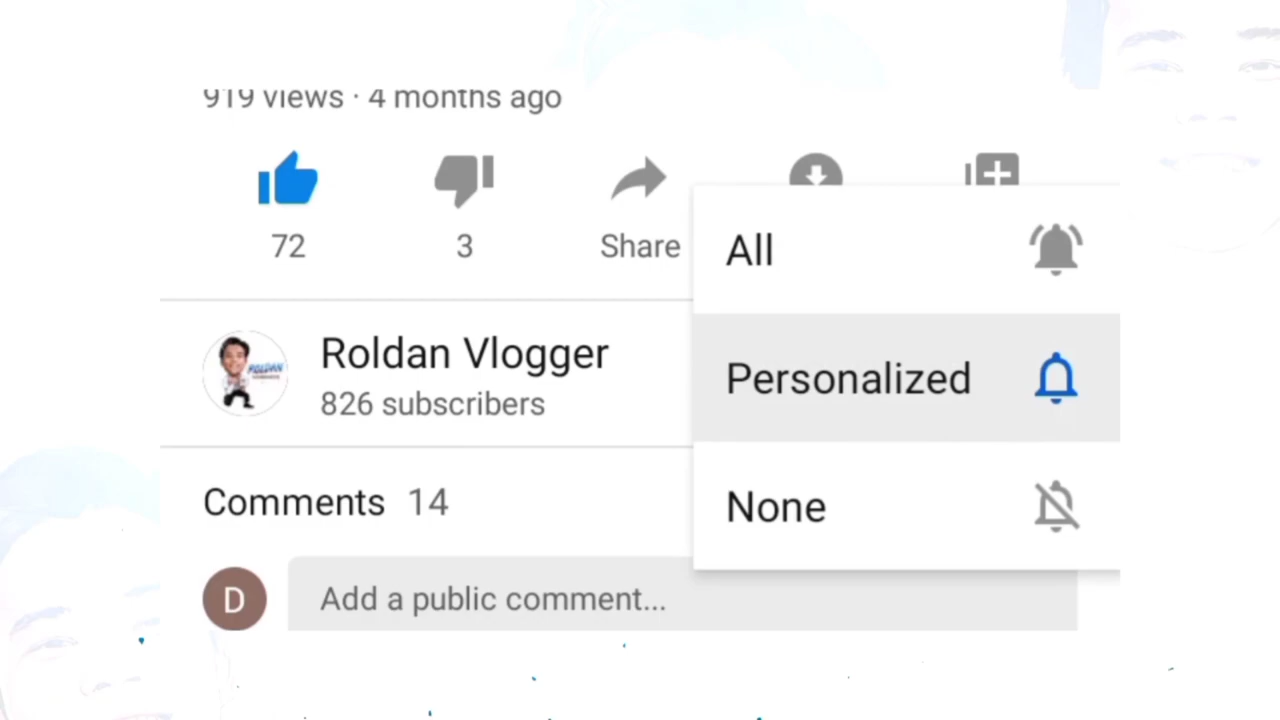 919 views · 4 months ago
72
3
Share
All
Personalized
None
ROLDAN
Roldan Vlogger
826 subscribers
Comments 14
D
Add a public comment...